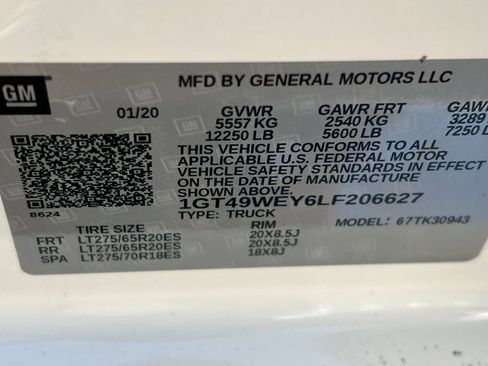 GM
MFD BY GENERAL MOTORS LLC
01/20
GVWR GAWR FRT GAW
5557 KG 2540 KG 3289
12250 LB 5600 LB 7250 L
THIS VEHICLE CONFORMS TO ALL
APPLICABLE U.S. FEDERAL MOTOR
VEHICLE SAFETY STANDARDS IN EFFECT
ON THE DATE OF MANUFACTURE
SHOWN ABOVE.
1GT49WEY6LF206627
8624
TYPE: TRUCK MODEL: 67TK30943
TIRE SIZE RIM
FRT LT275/65R20ES 20X8.5J
RR LT275/65R20ES 20X8.5J
SPA LT275/70R18ES 18X8J